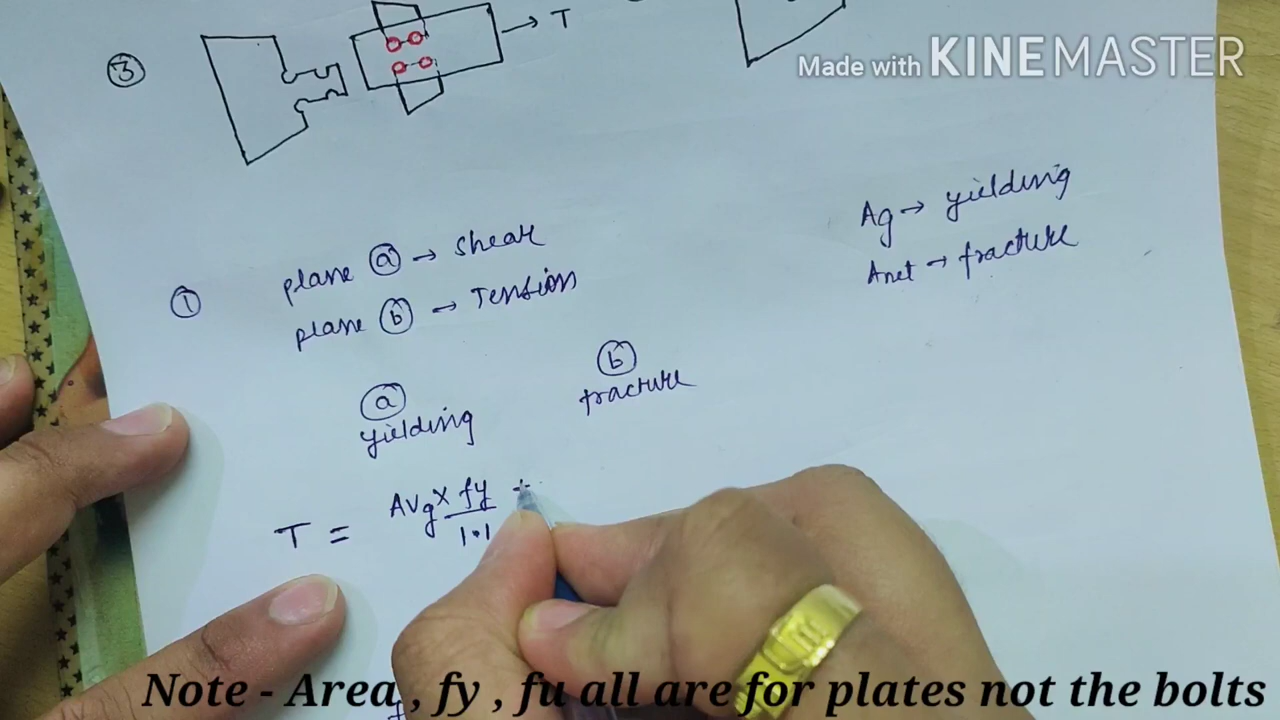 ③
T
Made with KINEMASTER
Ag → yielding
Anet → fracture
①
plane ⓐ → shear
plane ⓑ → Tension
ⓐ
yielding
ⓑ
fracture
T = AVg × fy/1.1 +
Note - Area , fy , fu all are for plates not the bolts